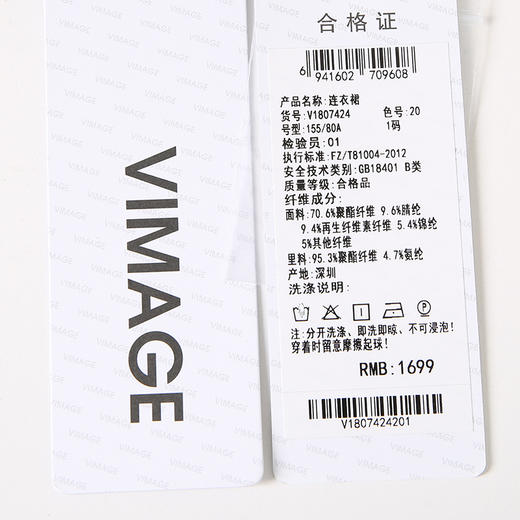 VIMAGE
合格证
6 941602 709608
产品名称:连衣裙
货号:V1807424 色号:20
号型:155/80A 1码
检验员:01
执行标准:FZ/T81004-2012
安全技术类别:GB18401 B类
质量等级:合格品
纤维成分:
面料:70.6%聚酯纤维 9.6%腈纶
9.4%再生纤维素纤维 5.4%锦纶
5%其他纤维
里料:95.3%聚酯纤维 4.7%氨纶
产地:深圳
洗涤说明:
P
注:分开洗涤、即洗即晾、不可浸泡!
穿着时留意摩擦起球!
RMB:1699
V1807424201